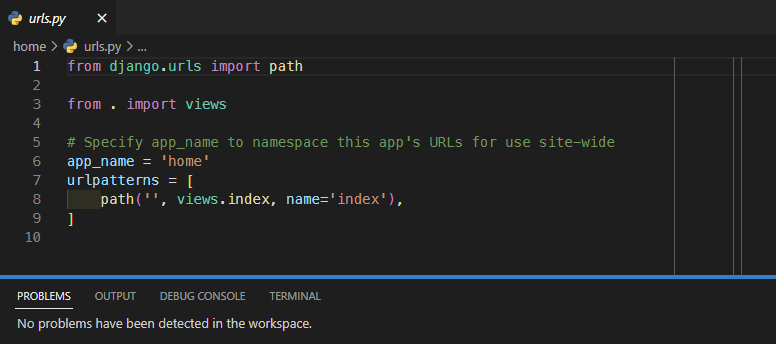 urls.py ×
home > urls.py > ...
1 from django.urls import path
2
3 from . import views
4
5 # Specify app_name to namespace this app's URLs for use site-wide
6 app_name = 'home'
7 urlpatterns = [
8     path('', views.index, name='index'),
9 ]
10
PROBLEMS OUTPUT DEBUG CONSOLE TERMINAL
No problems have been detected in the workspace.